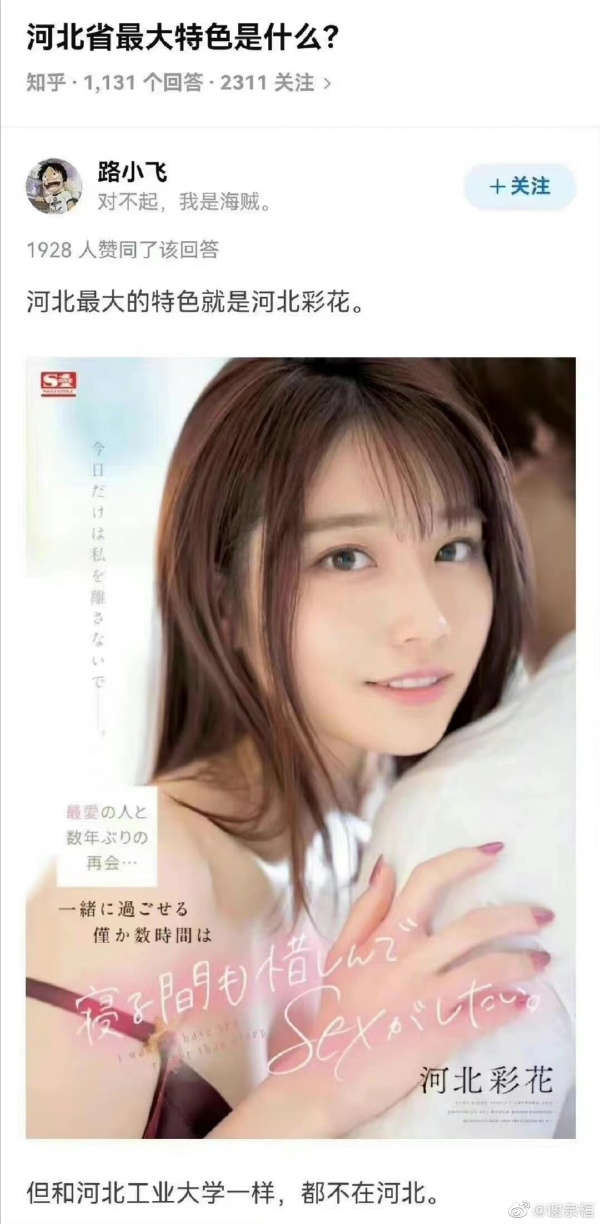 河北省最大特色是什么?
知乎 · 1,131 个回答 · 2311 关注 >
路小飞
+关注
对不起，我是海贼。
1928 人赞同了该回答
河北最大的特色就是河北彩花。
S1
今日だけは私を離さないで――。
最愛の人と
数年ぶりの
再会…
一緒に過ごせる
僅か数時間は
寝る間も惜しんで
Sexがしたい。
河北彩花
但和河北工业大学一样，都不在河北。